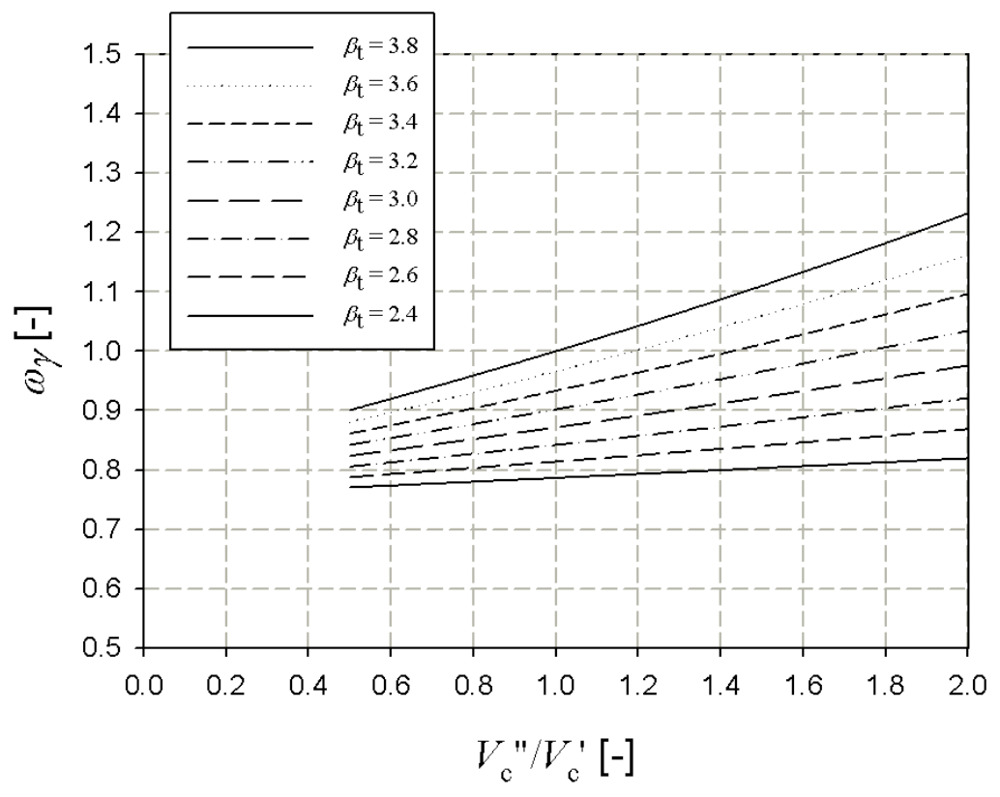 βt = 3.8
βt = 3.6
βt = 3.4
βt = 3.2
βt = 3.0
βt = 2.8
βt = 2.6
βt = 2.4
1.5
1.4
1.3
1.2
1.1
1.0
0.9
0.8
0.7
0.6
0.5
ωγ [-]
0.0 0.2 0.4 0.6 0.8 1.0 1.2 1.4 1.6 1.8 2.0
Vc"/Vc' [-]